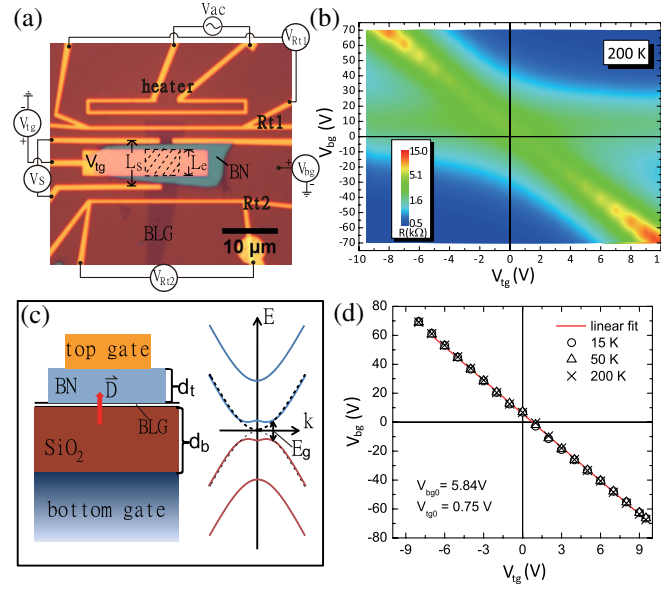 (a)
Vac
V_Rt1
heater
Rt1
V_tg
V_tg
L_s
L_e
BN
V_bg
V_s
Rt2
BLG
10 μm
V_Rt2
(b)
200 K
V_bg (V)
70
60
50
40
30
20
10
0
-10
-20
-30
-40
-50
-60
-70
15.0
5.1
1.6
0.5
R(kΩ)
-10 -8 -6 -4 -2 0 2 4 6 8 10
V_tg (V)
(c)
top gate
BN
D
d_t
BLG
SiO₂
d_b
bottom gate
E
k
E_g
(d)
linear fit
15 K
50 K
200 K
V_bg (V)
80
60
40
20
0
-20
-40
-60
-80
V_bg0 = 5.84V
V_tg0 = 0.75 V
-9 -6 -3 0 3 6 9
V_tg (V)